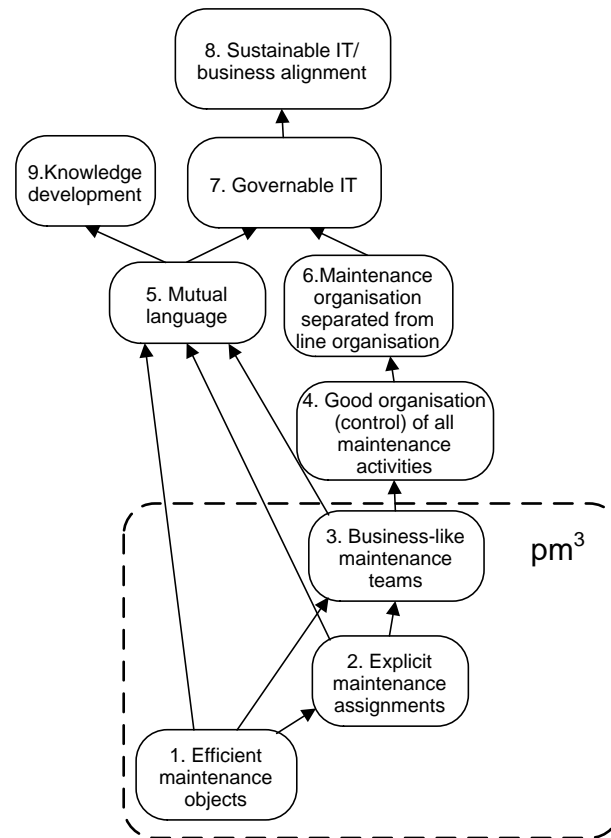 8. Sustainable IT/
business alignment
9.Knowledge
development
7. Governable IT
5. Mutual
language
6.Maintenance
organisation
separated from
line organisation
4. Good organisation
(control) of all
maintenance
activities
3. Business-like
maintenance
teams
pm³
2. Explicit
maintenance
assignments
1. Efficient
maintenance
objects